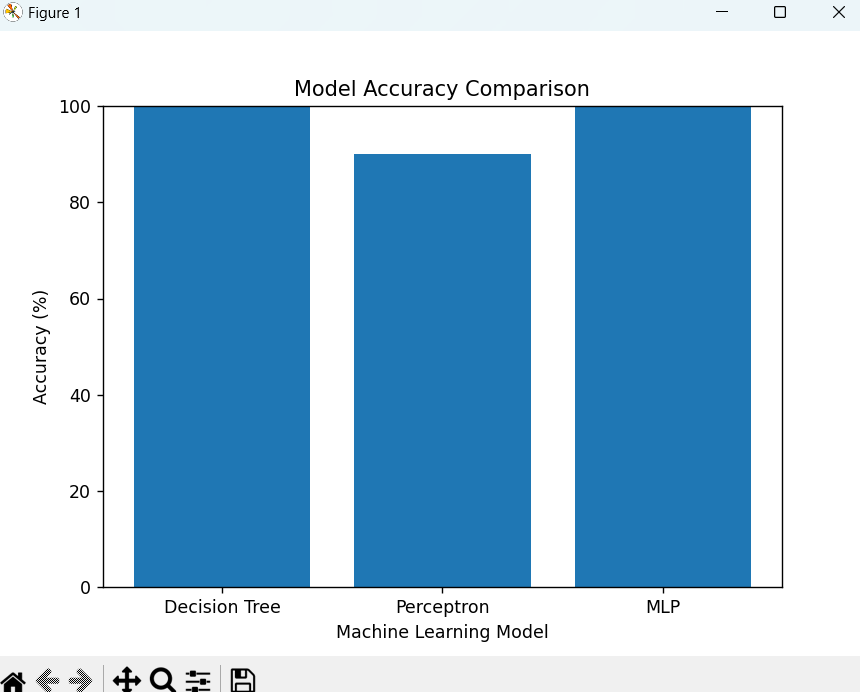 Figure 1
Model Accuracy Comparison
100
80
60
40
20
0
Accuracy (%)
Decision Tree
Perceptron
MLP
Machine Learning Model